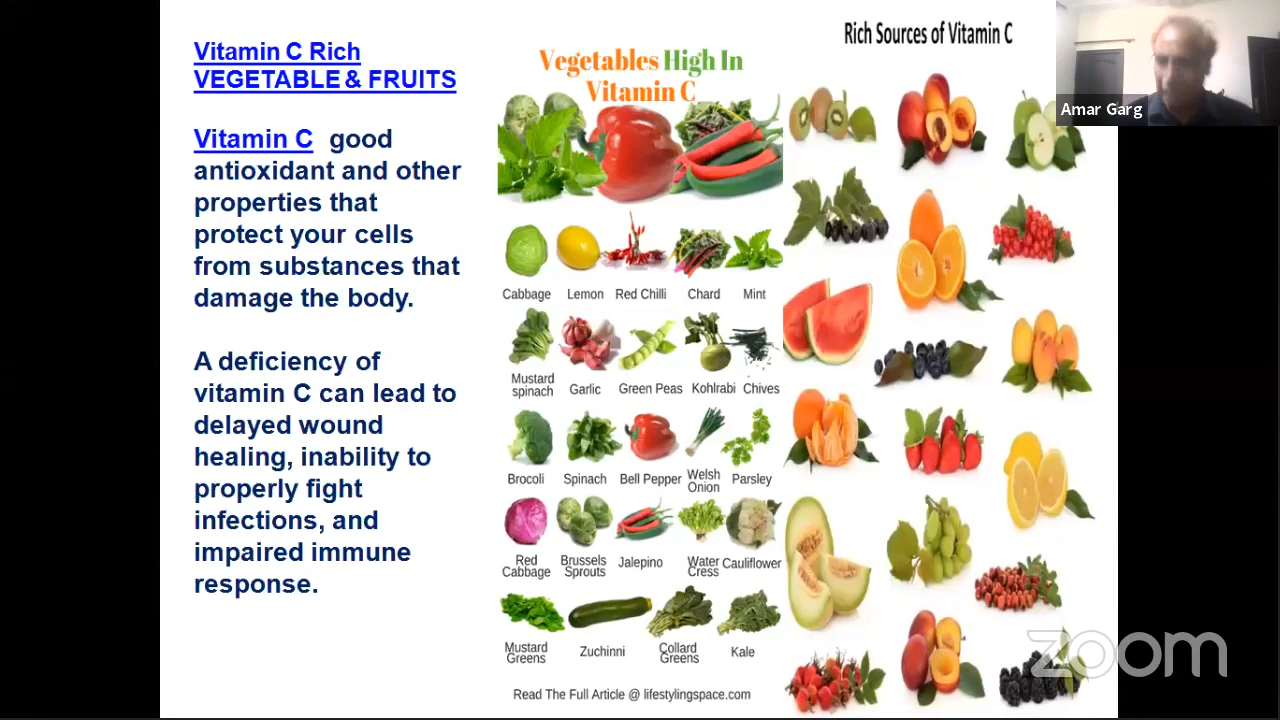 Vitamin C Rich
VEGETABLE & FRUITS
Vitamin C good
antioxidant and other
properties that
protect your cells
from substances that
damage the body.
A deficiency of
vitamin C can lead to
delayed wound
healing, inability to
properly fight
infections, and
impaired immune
response.
Vegetables High In
Vitamin C
Cabbage Lemon Red Chilli Chard Mint
Mustard
spinach Garlic Green Peas Kohlrabi Chives
Brocoli Spinach Bell Pepper Welsh
Onion Parsley
Red
Cabbage Brussels
Sprouts Jalepino Water
Cress Cauliflower
Mustard
Greens Zuchinni Collard
Greens Kale
Read The Full Article @ lifestylingspace.com
Rich Sources of Vitamin C
Amar Garg
zoom